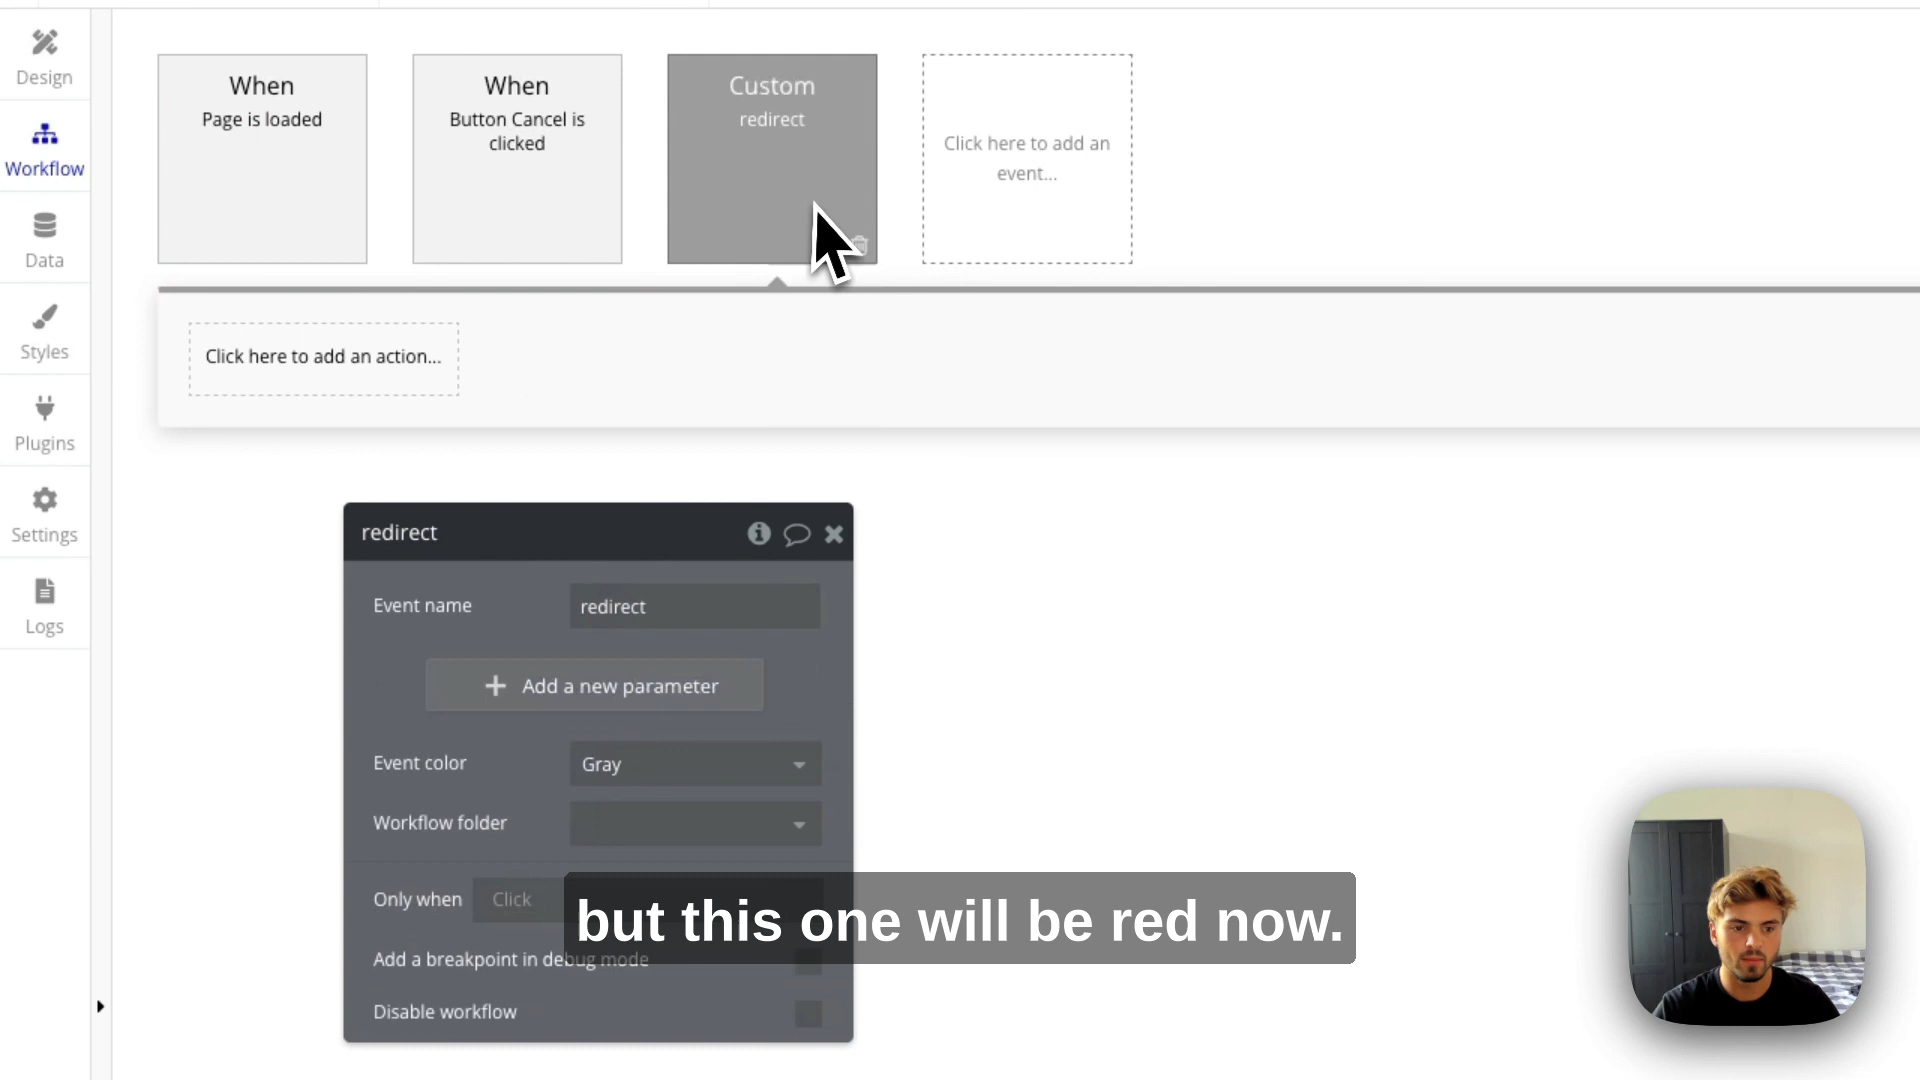 Design
Workflow
Data
Styles
Plugins
Settings
Logs
When
Page is loaded
When
Button Cancel is
clicked
Custom
redirect
Click here to add an
event...
Click here to add an action...
redirect
Event name
redirect
Add a new parameter
Event color
Gray
Workflow folder
Only when
Click
but this one will be red now.
Add a breakpoint in debug mode
Disable workflow